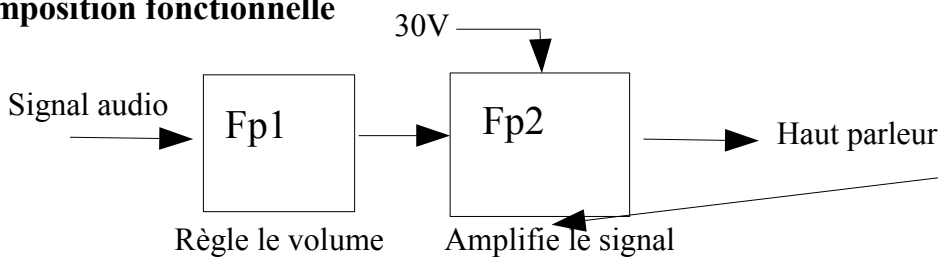 mposition fonctionnelle
30V
Signal audio
Fp1
Fp2
Haut parleur
Règle le volume
Amplifie le signal